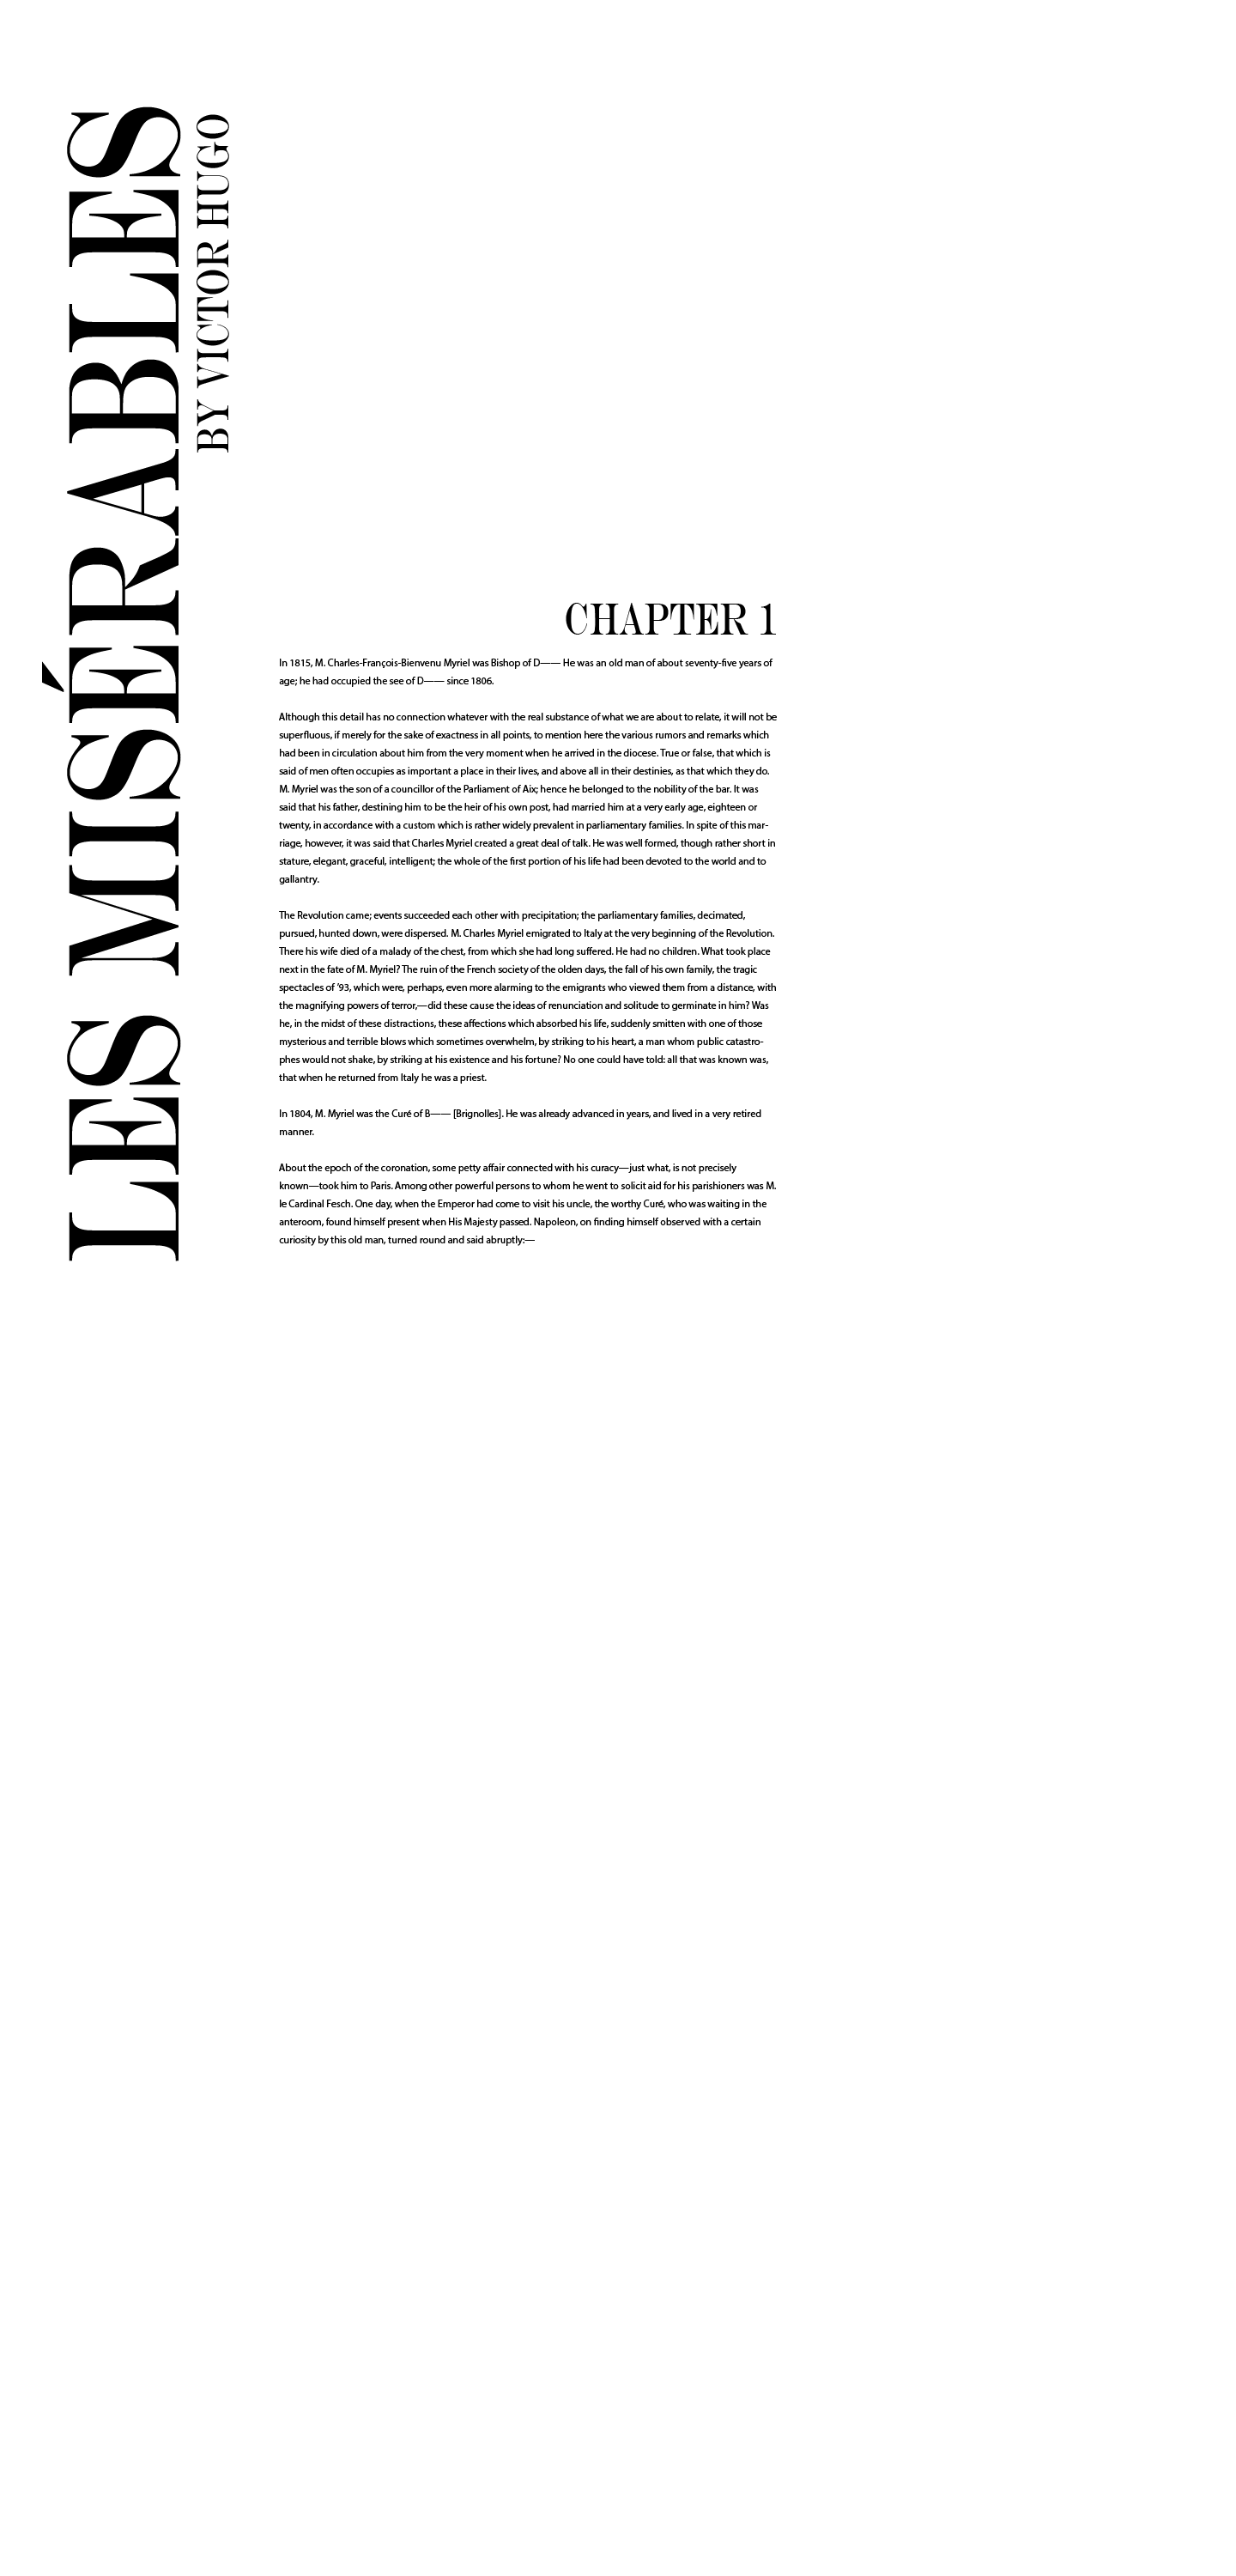 LES MISÉRABLES
BY VICTOR HUGO
CHAPTER 1
In 1815, M. Charles-François-Bienvenu Myriel was Bishop of D—— He was an old man of about seventy-five years of
age; he had occupied the see of D—— since 1806.
Although this detail has no connection whatever with the real substance of what we are about to relate, it will not be
superfluous, if merely for the sake of exactness in all points, to mention here the various rumors and remarks which
had been in circulation about him from the very moment when he arrived in the diocese. True or false, that which is
said of men often occupies as important a place in their lives, and above all in their destinies, as that which they do.
M. Myriel was the son of a councillor of the Parliament of Aix; hence he belonged to the nobility of the bar. It was
said that his father, destining him to be the heir of his own post, had married him at a very early age, eighteen or
twenty, in accordance with a custom which is rather widely prevalent in parliamentary families. In spite of this mar-
riage, however, it was said that Charles Myriel created a great deal of talk. He was well formed, though rather short in
stature, elegant, graceful, intelligent; the whole of the first portion of his life had been devoted to the world and to
gallantry.
The Revolution came; events succeeded each other with precipitation; the parliamentary families, decimated,
pursued, hunted down, were dispersed. M. Charles Myriel emigrated to Italy at the very beginning of the Revolution.
There his wife died of a malady of the chest, from which she had long suffered. He had no children. What took place
next in the fate of M. Myriel? The ruin of the French society of the olden days, the fall of his own family, the tragic
spectacles of ’93, which were, perhaps, even more alarming to the emigrants who viewed them from a distance, with
the magnifying powers of terror,—did these cause the ideas of renunciation and solitude to germinate in him? Was
he, in the midst of these distractions, these affections which absorbed his life, suddenly smitten with one of those
mysterious and terrible blows which sometimes overwhelm, by striking to his heart, a man whom public catastro-
phes would not shake, by striking at his existence and his fortune? No one could have told: all that was known was,
that when he returned from Italy he was a priest.
In 1804, M. Myriel was the Curé of B—— [Brignolles]. He was already advanced in years, and lived in a very retired
manner.
About the epoch of the coronation, some petty affair connected with his curacy—just what, is not precisely
known—took him to Paris. Among other powerful persons to whom he went to solicit aid for his parishioners was M.
le Cardinal Fesch. One day, when the Emperor had come to visit his uncle, the worthy Curé, who was waiting in the
anteroom, found himself present when His Majesty passed. Napoleon, on finding himself observed with a certain
curiosity by this old man, turned round and said abruptly:—